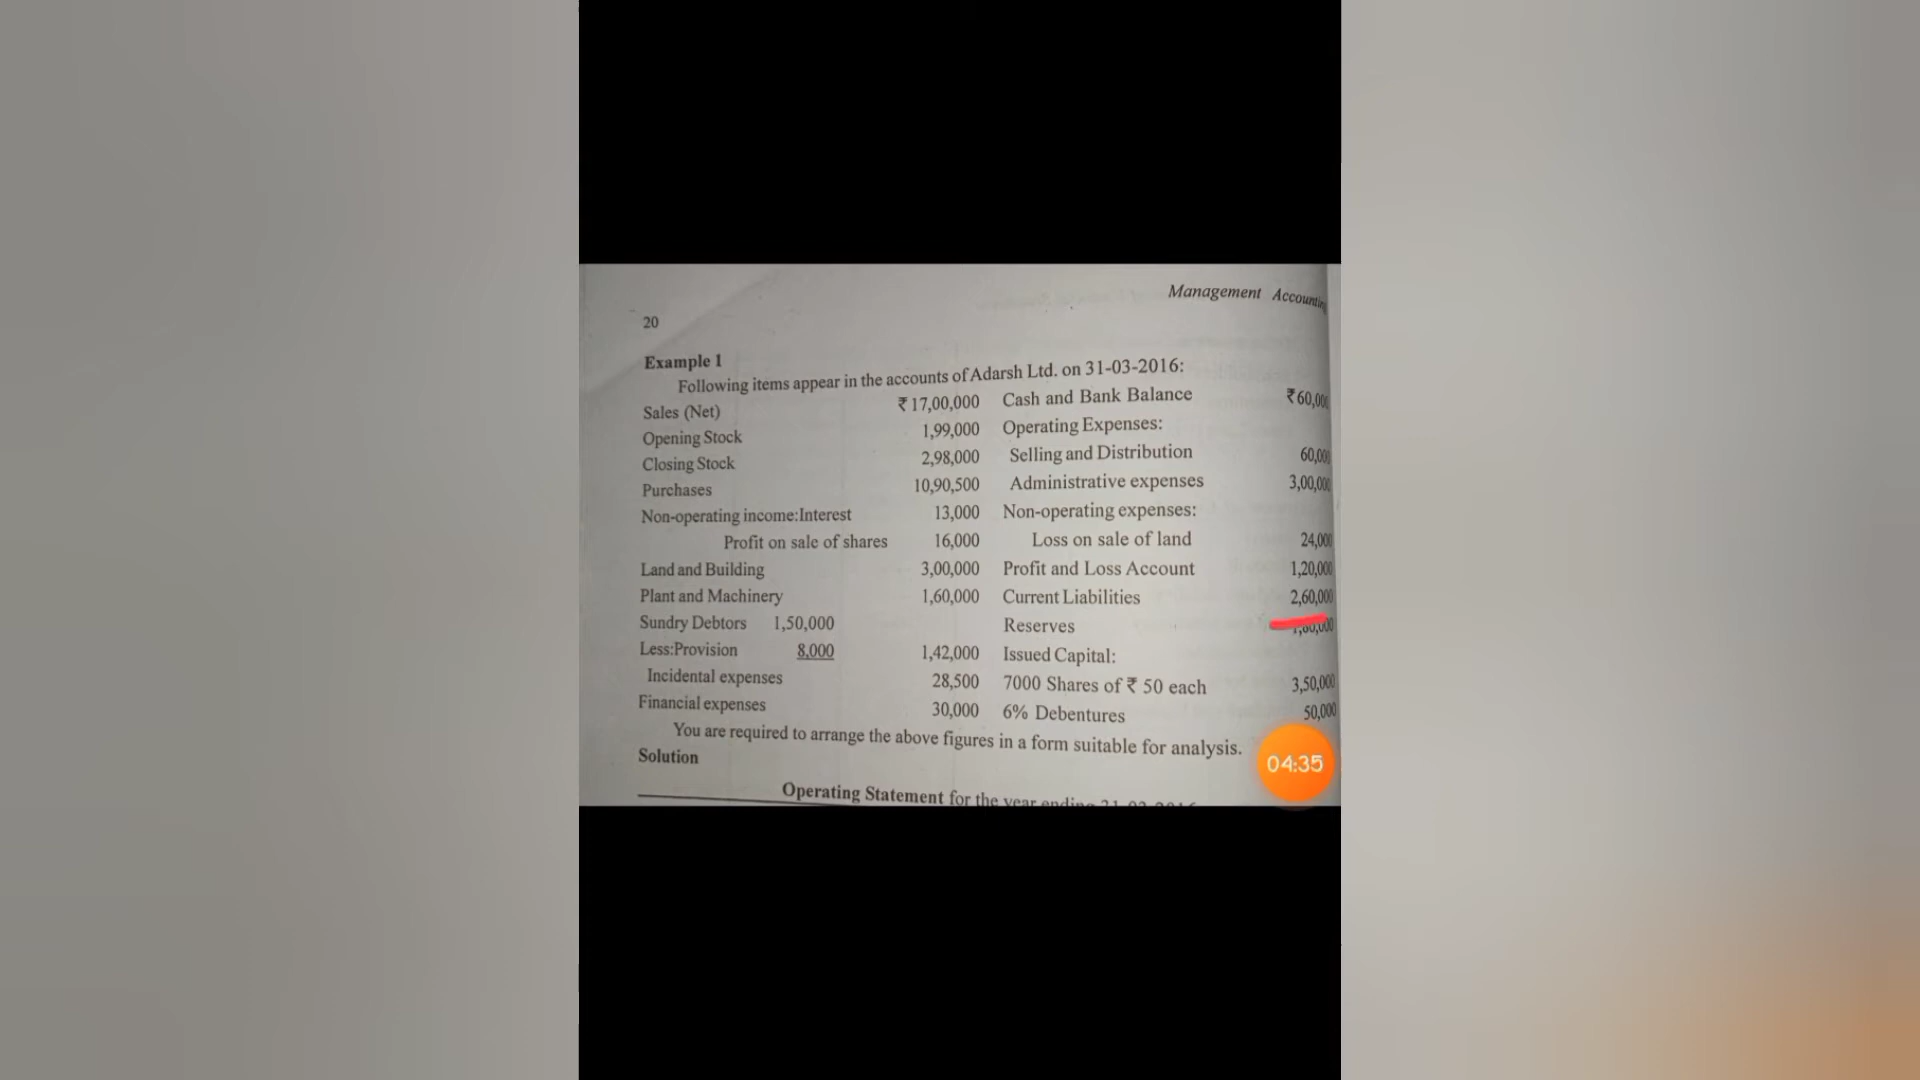 Management Accountin
20
Example 1
Following items appear in the accounts of Adarsh Ltd. on 31-03-2016:
Sales (Net) ₹ 17,00,000 Cash and Bank Balance ₹ 60,000
Opening Stock 1,99,000 Operating Expenses:
Closing Stock 2,98,000 Selling and Distribution 60,000
Purchases 10,90,500 Administrative expenses 3,00,000
Non-operating income:Interest 13,000 Non-operating expenses:
Profit on sale of shares 16,000 Loss on sale of land 24,000
Land and Building 3,00,000 Profit and Loss Account 1,20,000
Plant and Machinery 1,60,000 Current Liabilities 2,60,000
Sundry Debtors 1,50,000 Reserves
Less:Provision 8,000 1,42,000 Issued Capital:
Incidental expenses 28,500 7000 Shares of ₹ 50 each 3,50,000
Financial expenses 30,000 6% Debentures 50,000
You are required to arrange the above figures in a form suitable for analysis.
Solution
04:35
Operating Statement for the year ending